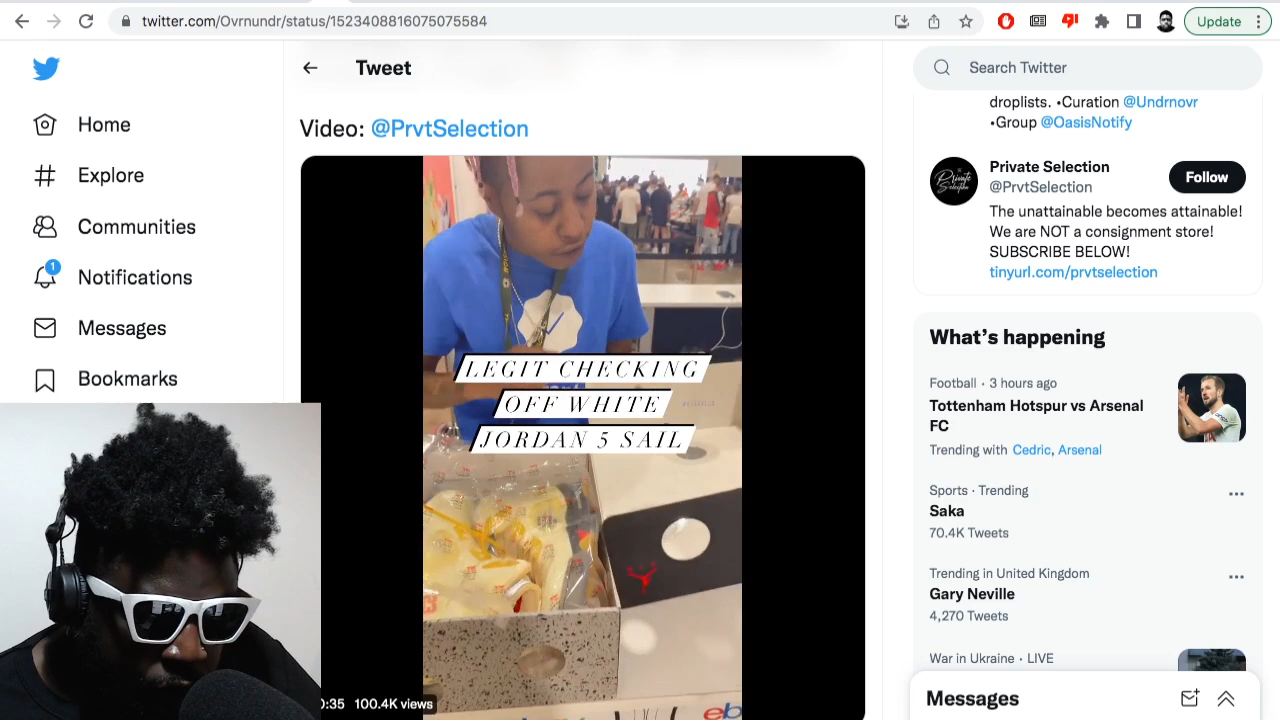 twitter.com/Ovrnundr/status/1523408816075075584
Update
Home
Explore
Communities
1
Notifications
Messages
Bookmarks
Tweet
Video: @PrvtSelection
LEGIT CHECKING
OFF WHITE
JORDAN 5 SAIL
:35 100.4K views
eb
Search Twitter
droplists. •Curation @Undrnovr
•Group @OasisNotify
Private Selection
@PrvtSelection
Follow
The unattainable becomes attainable!
We are NOT a consignment store!
SUBSCRIBE BELOW!
tinyurl.com/prvtselection
What's happening
Football · 3 hours ago
Tottenham Hotspur vs Arsenal
FC
Trending with Cedric, Arsenal
Sports · Trending
Saka
70.4K Tweets
Trending in United Kingdom
Gary Neville
4,270 Tweets
War in Ukraine · LIVE
Messages